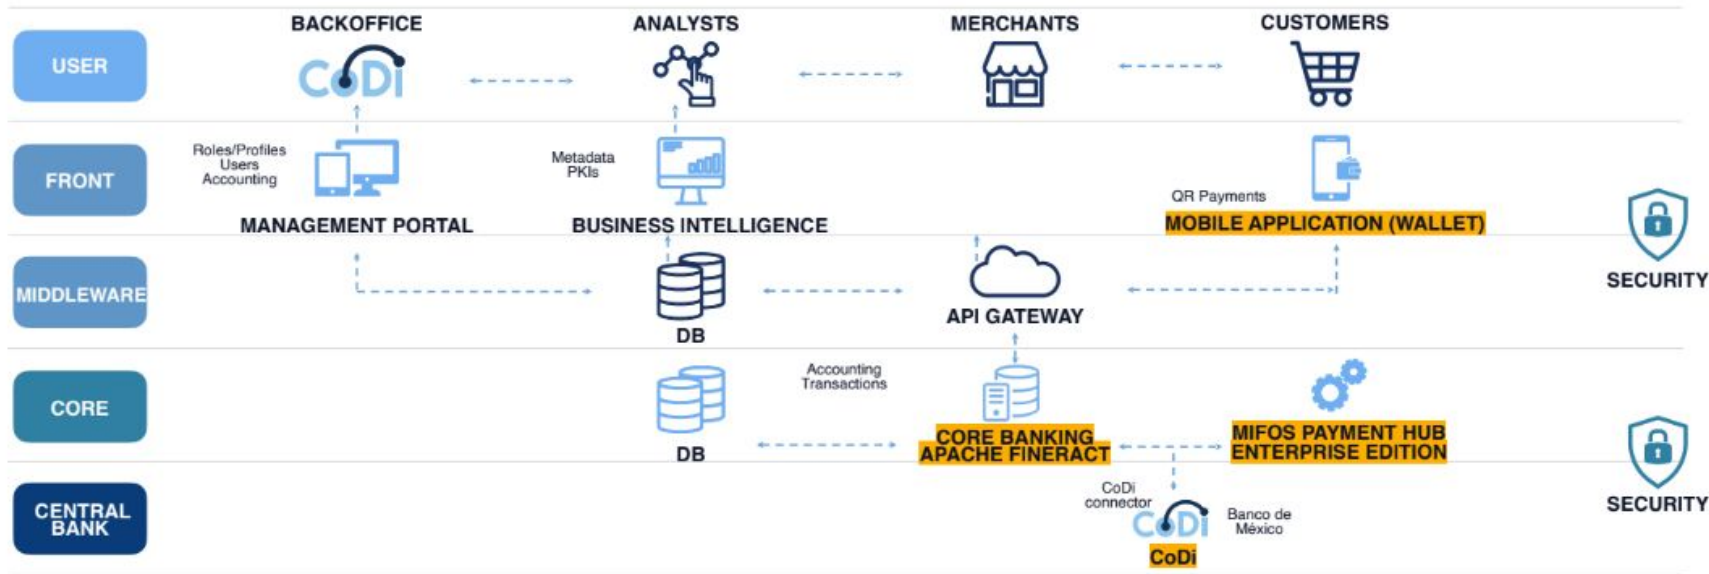 BACKOFFICE
ANALYSTS
MERCHANTS
CUSTOMERS
USER
CoDi
FRONT
Roles/Profiles
Users
Accounting
MANAGEMENT PORTAL
Metadata
PKIs
BUSINESS INTELLIGENCE
QR Payments
MOBILE APPLICATION (WALLET)
SECURITY
MIDDLEWARE
DB
API GATEWAY
CORE
DB
Accounting
Transactions
CORE BANKING
APACHE FINERACT
MIFOS PAYMENT HUB
ENTERPRISE EDITION
SECURITY
CENTRAL
BANK
CoDi
connector
CoDi
Banco de
México
CoDi